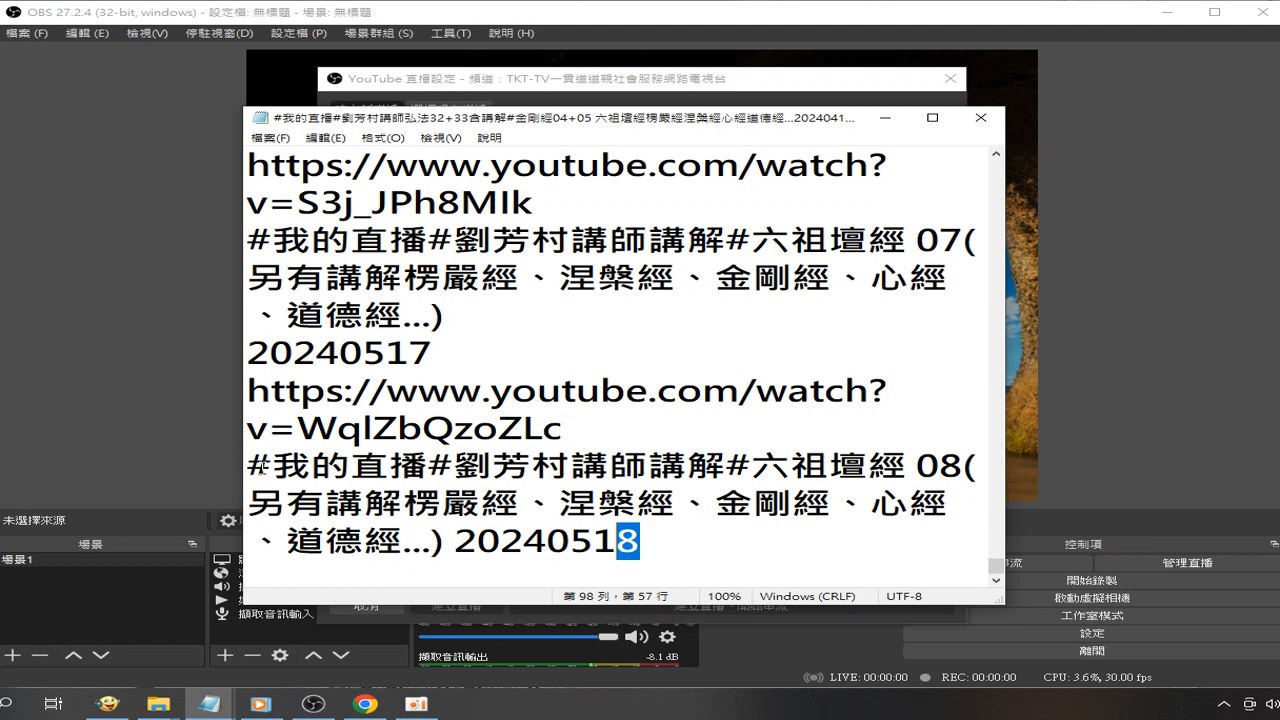 OBS 27.2.4 (32-bit, windows) - 設定檔: 無標題 - 場景: 無標題
檔案 (F) 編輯 (E) 檢視(V) 停駐視窗(D) 設定檔 (P) 場景群組 (S) 工具(T) 說明 (H)
YouTube 直播設定 - 頻道：TKT-TV一貫道道親社會服務網路電視台
#我的直播#劉芳村講師弘法32+33含講解#金剛經04+05 六祖壇經楞嚴經涅槃經心經道德經...2024041...
檔案(F) 編輯(E) 格式(O) 檢視(V) 說明
https://www.youtube.com/watch?
v=S3j_JPh8MIk
#我的直播#劉芳村講師講解#六祖壇經 07(
另有講解楞嚴經、涅槃經、金剛經、心經
、道德經...)
20240517
https://www.youtube.com/watch?
v=WqlZbQzoZLc
#我的直播#劉芳村講師講解#六祖壇經 08(
另有講解楞嚴經、涅槃經、金剛經、心經
、道德經...) 20240518
第 98 列，第 57 行 100% Windows (CRLF) UTF-8
未選擇來源
場景
場景1
擷取音訊輸入
取消
擷取音訊輸出
-8.1 dB
控制項
管理直播
開始錄製
啟動虛擬相機
工作室模式
設定
離開
LIVE: 00:00:00 REC: 00:00:00 CPU: 3.6%, 30.00 fps